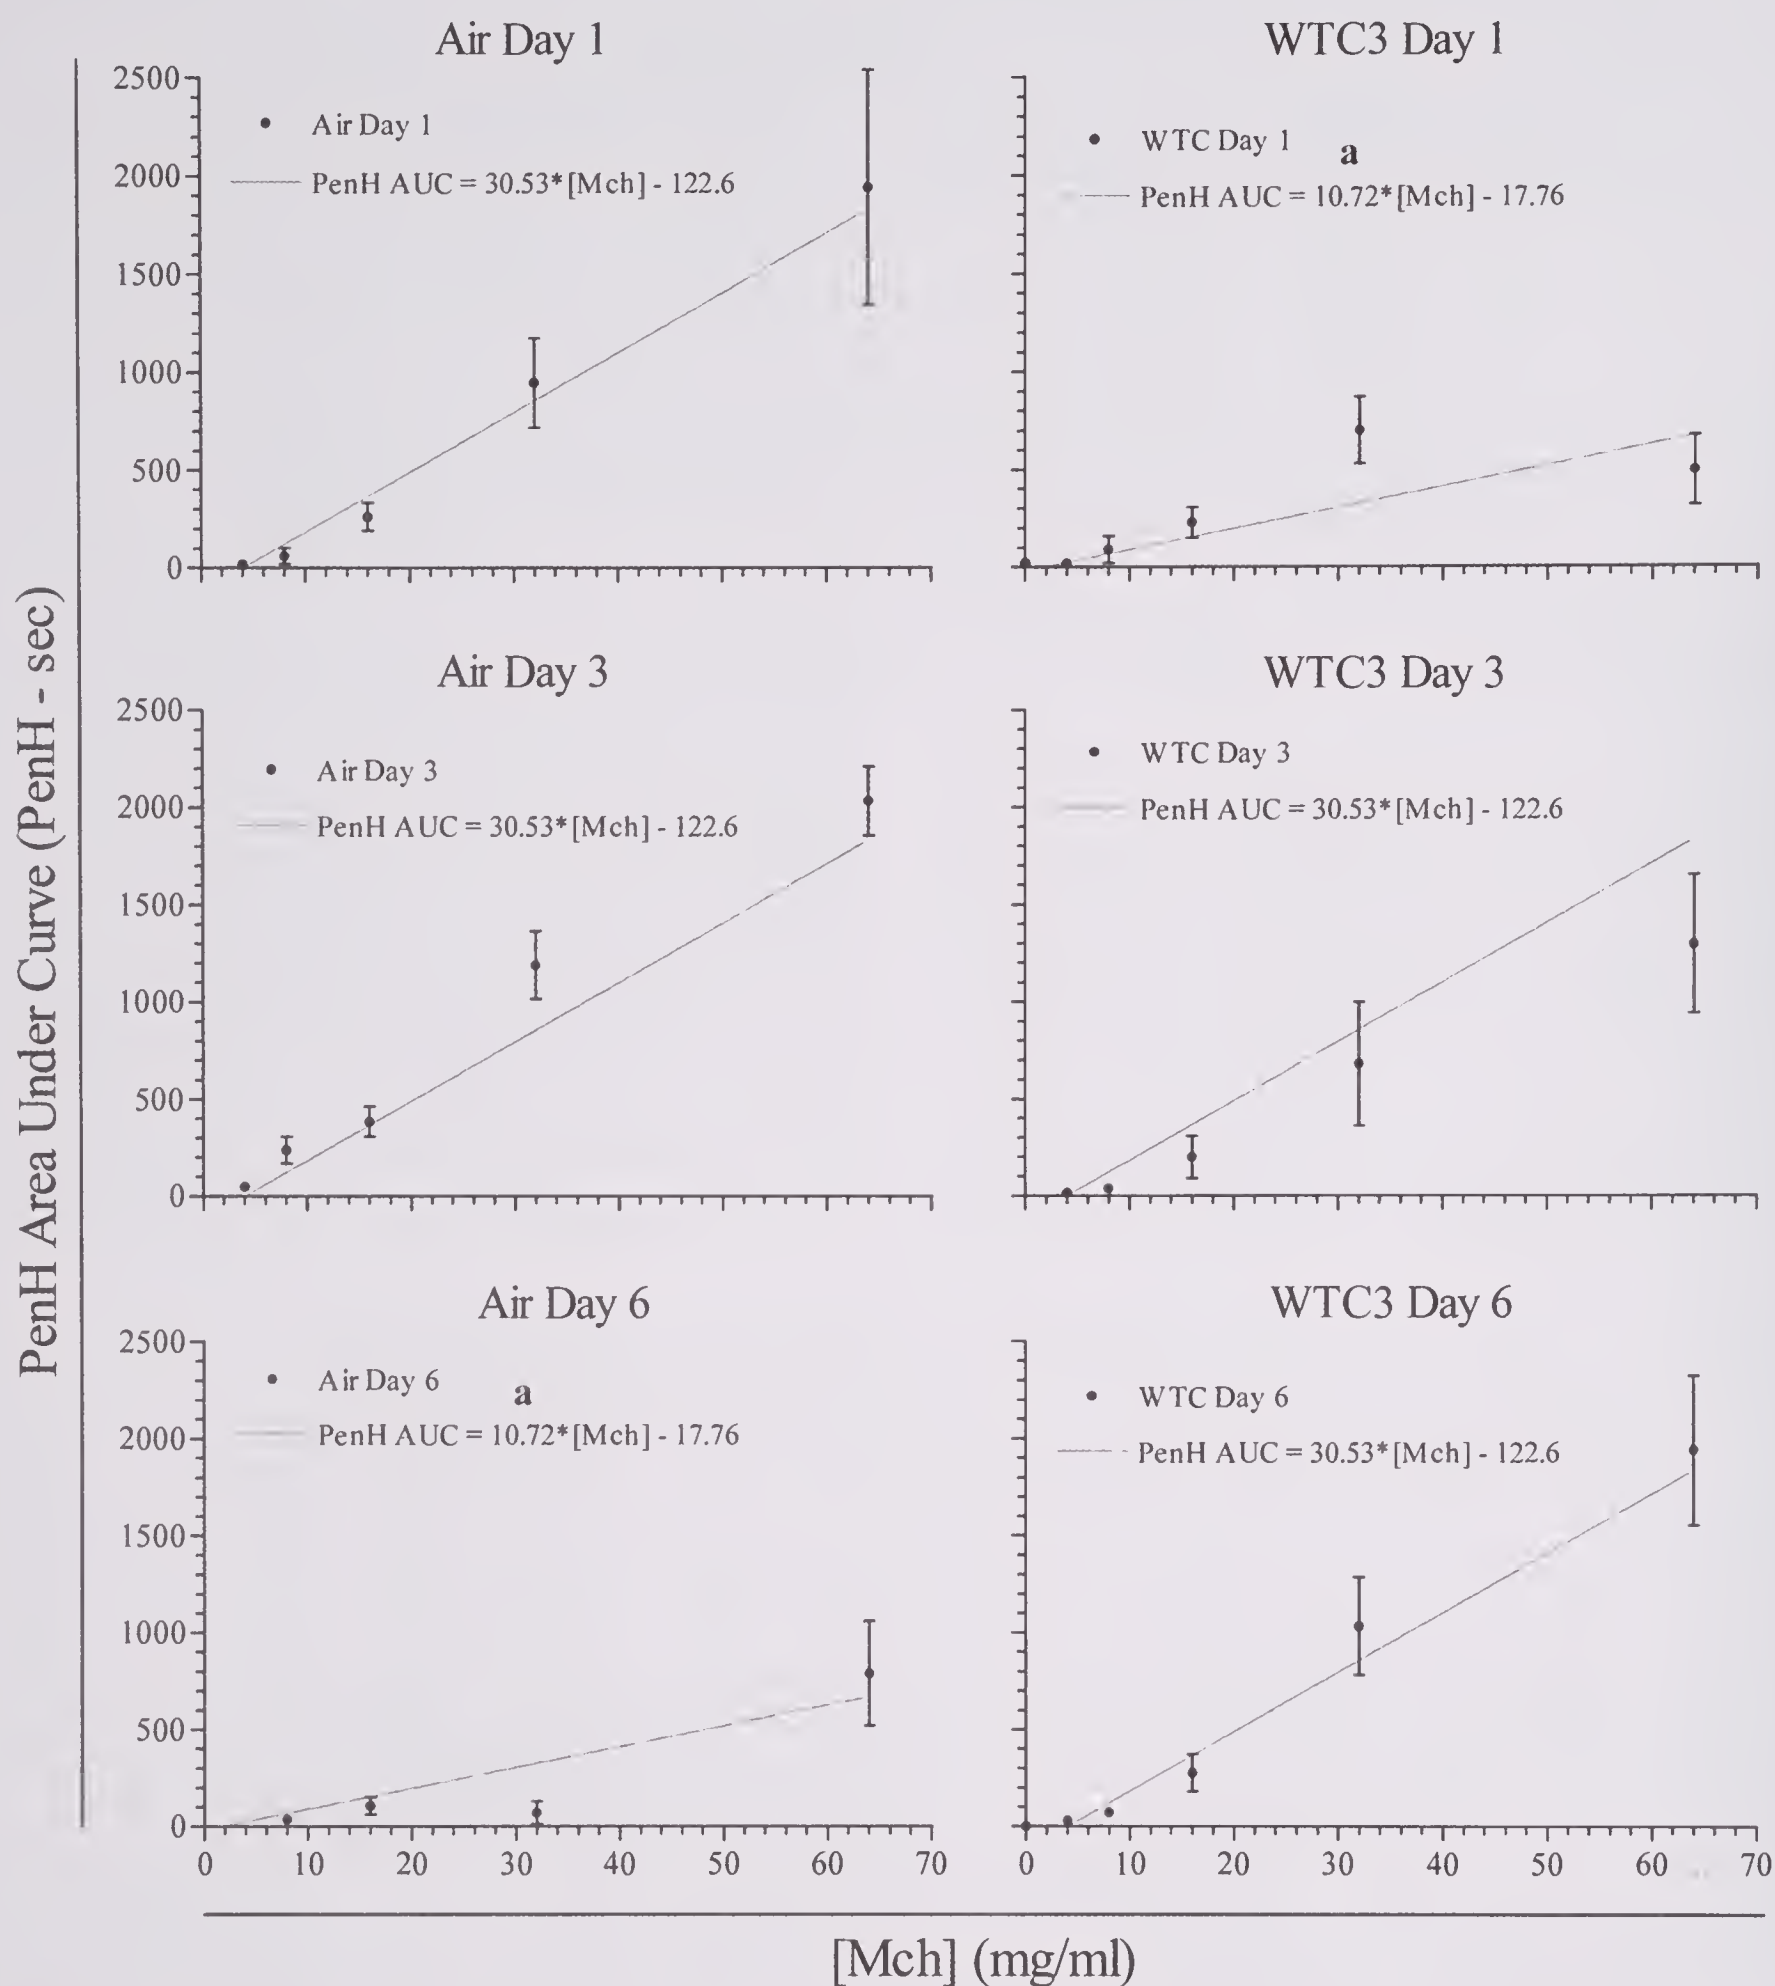 PenH Area Under Curve (PenH - sec)
Air Day 1
2500
2000
1500
1000
500
0
Air Day 1
PenH AUC = 30.53*[Mch] - 122.6
WTC3 Day 1
WTC Day 1 a
PenH AUC = 10.72*[Mch] - 17.76
Air Day 3
2500
2000
1500
1000
500
0
Air Day 3
PenH AUC = 30.53*[Mch] - 122.6
WTC3 Day 3
WTC Day 3
PenH AUC = 30.53*[Mch] - 122.6
Air Day 6
2500
2000
1500
1000
500
0
Air Day 6 a
PenH AUC = 10.72*[Mch] - 17.76
0 10 20 30 40 50 60 70
WTC3 Day 6
WTC Day 6
PenH AUC = 30.53*[Mch] - 122.6
0 10 20 30 40 50 60 70
[Mch] (mg/ml)